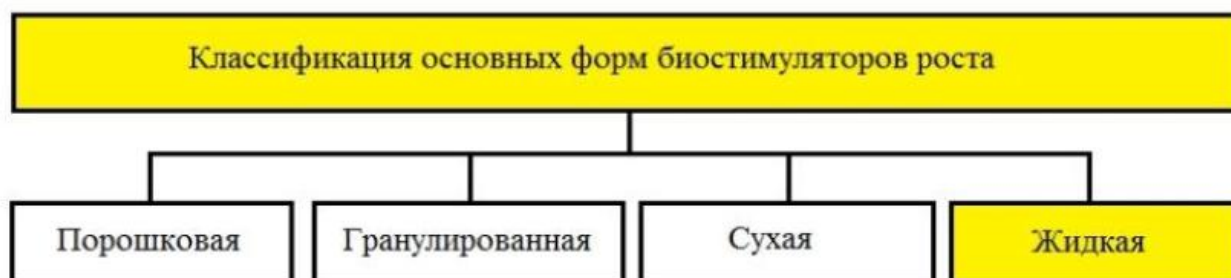 Классификация основных форм биостимуляторов роста
Порошковая
Гранулированная
Сухая
Жидкая